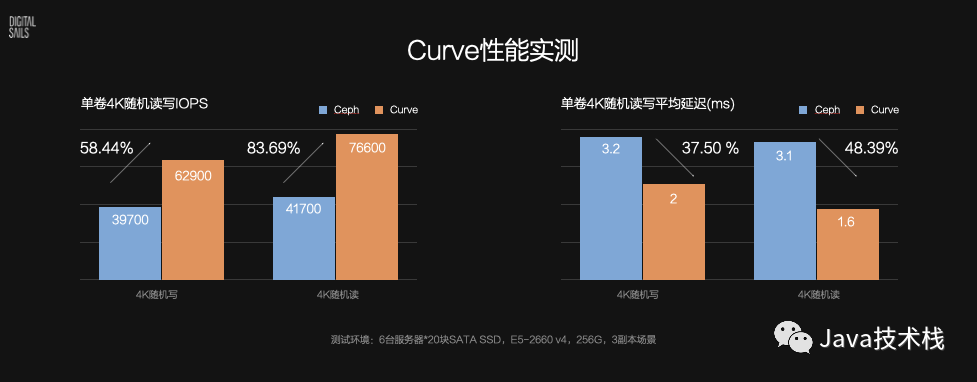 DIGITAL
SAILS
Curve性能实测
单卷4K随机读写IOPS
Ceph
Curve
58.44%
83.69%
39700
62900
41700
76600
4K随机写
4K随机读
单卷4K随机读写平均延迟(ms)
Ceph
Curve
37.50 %
48.39%
3.2
2
3.1
1.6
4K随机写
4K随机读
测试环境：6台服务器*20块SATA SSD，E5-2660 v4，256G，3副本场景
Java技术栈